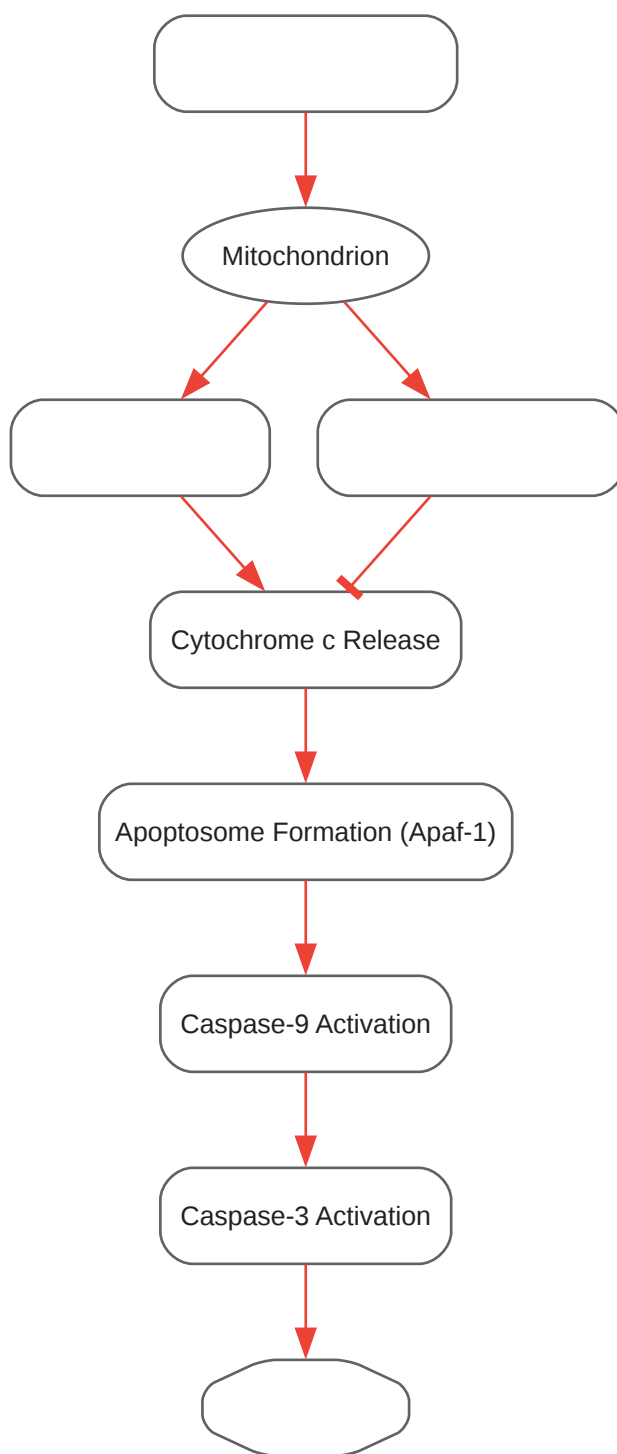 Mitochondrion
Cytochrome c Release
Apoptosome Formation (Apaf-1)
Caspase-9 Activation
Caspase-3 Activation